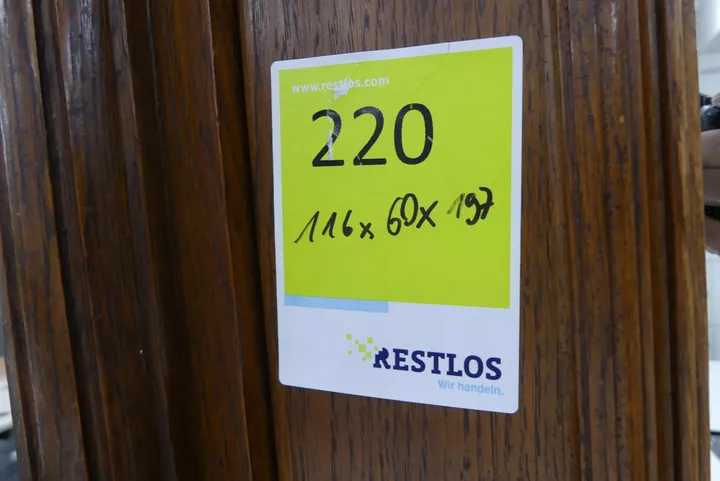 www.restlos.com
220
116 x 60 x 197
RESTLOS
Wir handeln.